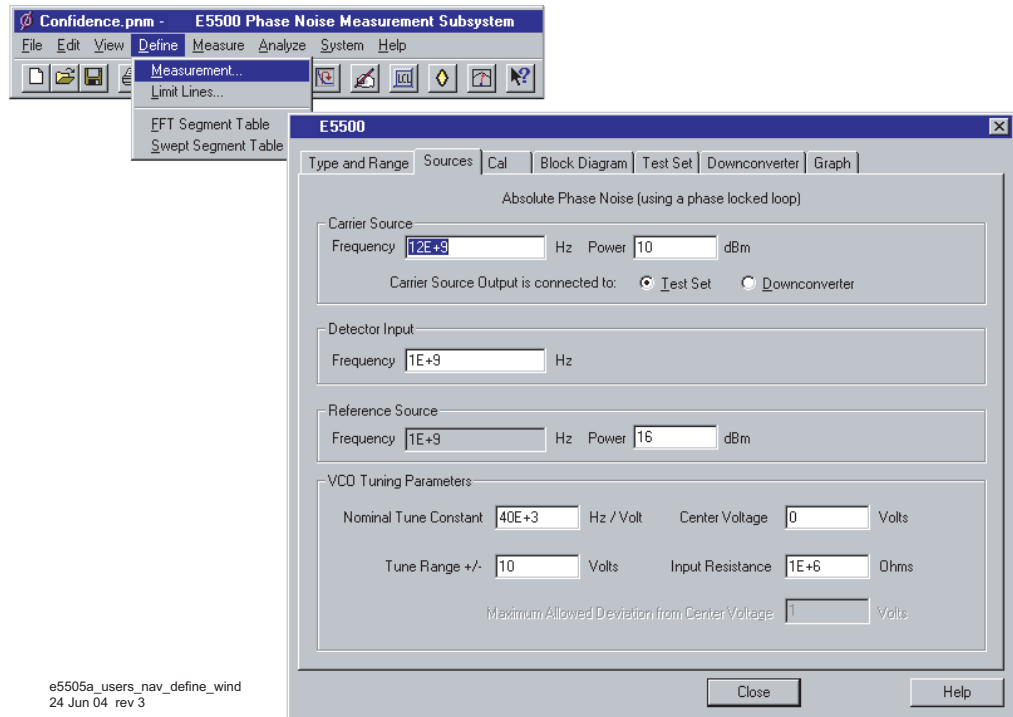 Ø Confidence.pnm - E5500 Phase Noise Measurement Subsystem
File Edit View Define Measure Analyze System Help
Measurement...
Limit Lines...
FFT Segment Table
Swept Segment Table
E5500
Type and Range Sources Cal Block Diagram Test Set Downconverter Graph
Absolute Phase Noise (using a phase locked loop)
Carrier Source
Frequency 12E+9 Hz Power 10 dBm
Carrier Source Output is connected to: Test Set Downconverter
Detector Input
Frequency 1E+9 Hz
Reference Source
Frequency 1E+9 Hz Power 16 dBm
VCO Tuning Parameters
Nominal Tune Constant 40E+3 Hz / Volt Center Voltage 0 Volts
Tune Range +/- 10 Volts Input Resistance 1E+6 Ohms
Maximum Allowed Deviation from Center Voltage 1 Volts
Close Help
e5505a_users_nav_define_wind
24 Jun 04 rev 3